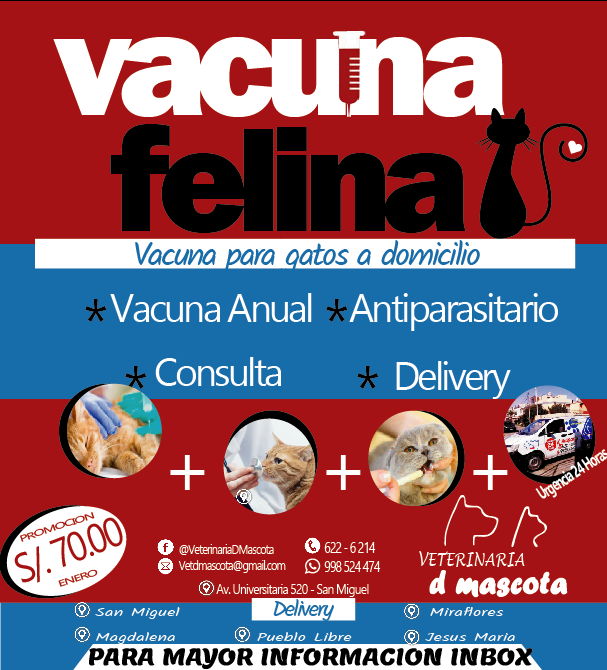 vacuna
felina
Vacuna para gatos a domicilio
* Vacuna Anual * Antiparasitario
* Consulta * Delivery
+ + +
Urgencia 24 Horas
PROMOCION
S/. 70.00
ENERO
@VeterinariaDMascota
622 - 6 214
Vetdmascota@gmail.com
998 524 474
Av. Universitaria 520 - San Miguel
VETERINARIA
d mascota
Delivery
San Miguel
Miraflores
Magdalena
Pueblo Libre
Jesus Maria
PARA MAYOR INFORMACION INBOX